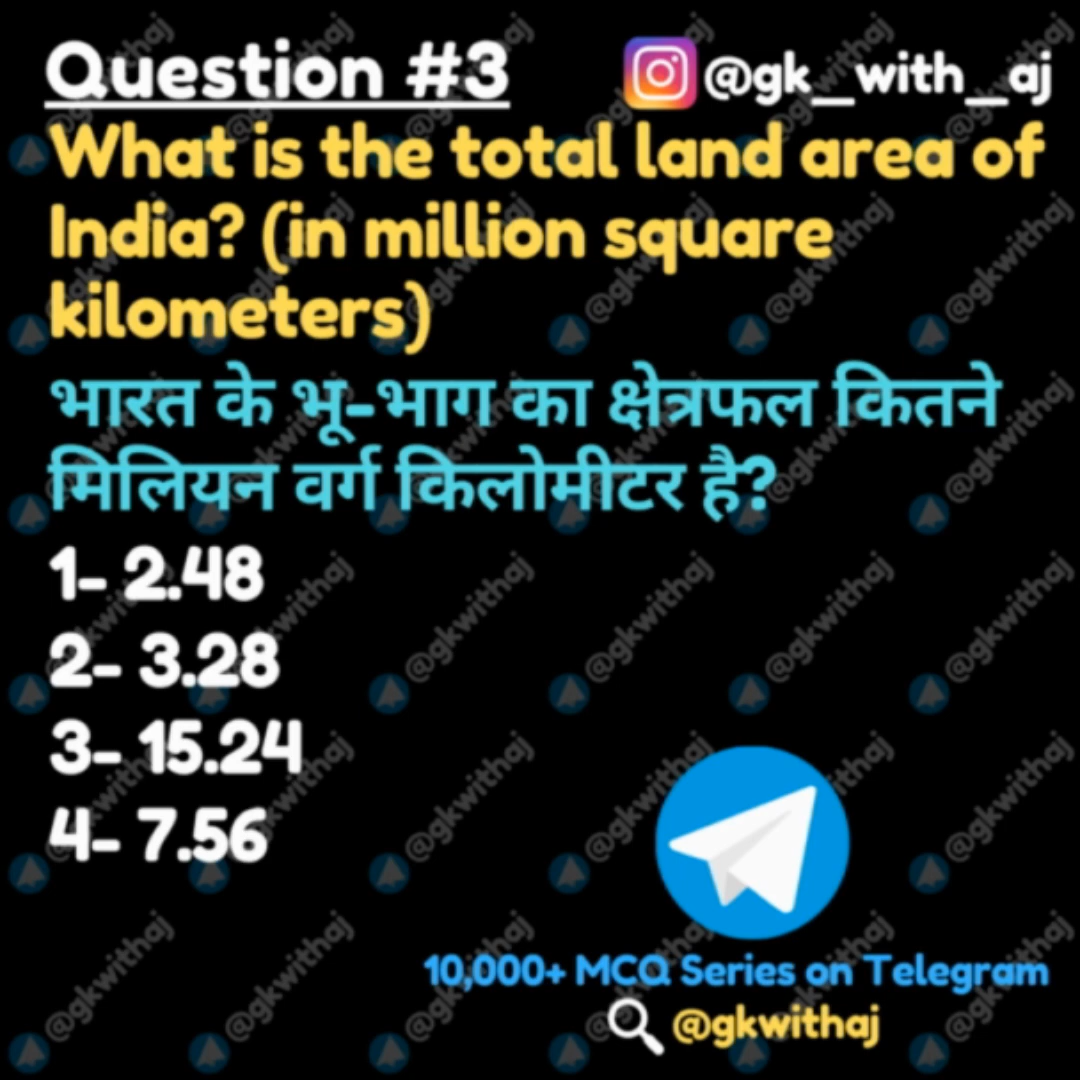 Question #3
@gk_with_aj
What is the total land area of
India? (in million square
kilometers)
भारत के भू-भाग का क्षेत्रफल कितने
मिलियन वर्ग किलोमीटर है?
1- 2.48
2- 3.28
3- 15.24
4- 7.56
10,000+ MCQ Series on Telegram
@gkwithaj